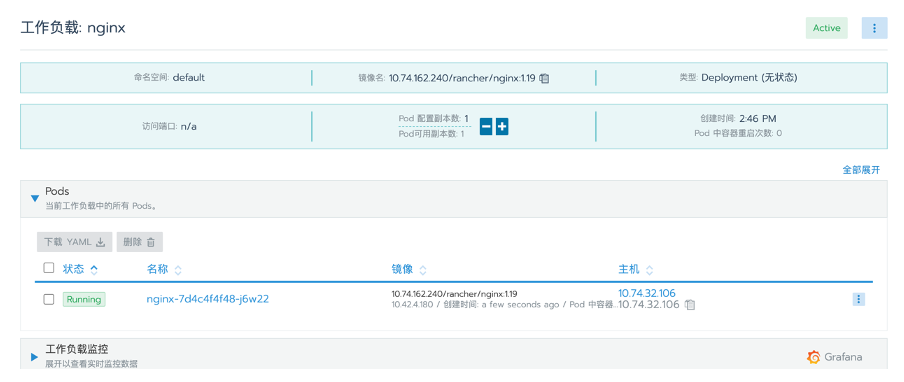 工作负载: nginx
Active
命名空间: default
镜像名: 10.74.162.240/rancher/nginx:1.19
类型: Deployment (无状态)
访问端口: n/a
Pod 配置副本数: 1
Pod可用副本数: 1
创建时间: 2:46 PM
Pod 中容器重启次数: 0
全部展开
Pods
当前工作负载中的所有 Pods。
下载 YAML
删除
状态
名称
镜像
主机
Running
nginx-7d4c4f4f48-j6w22
10.74.162.240/rancher/nginx:1.19
10.42.4.180 / 创建时间: a few seconds ago / Pod 中容器...
10.74.32.106
10.74.32.106
工作负载监控
展开以查看实时监控数据
Grafana